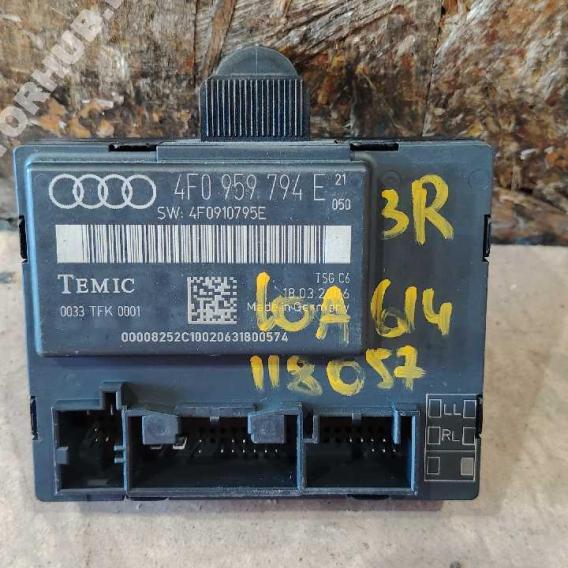 4F0 959 794 E 21
050
SW: 4F0910795E
3R
TEMIC
TSG C6
18.03
0033 TFK 0001
Made in Germany
60A 614
00008252C10020631800574
118057
LL
RL